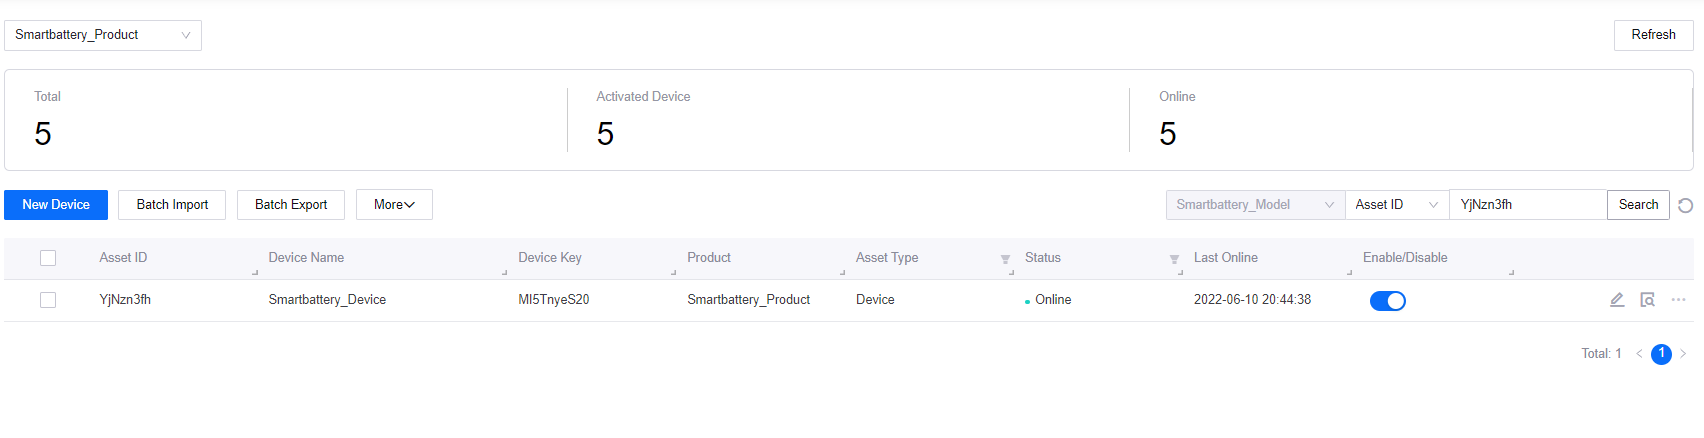 Smartbattery_Product
Refresh
Total
Activated Device
Online
5
5
5
New Device
Batch Import
Batch Export
More
Smartbattery_Model
Asset ID
YjNzn3fh
Search
Asset ID
Device Name
Device Key
Product
Asset Type
Status
Last Online
Enable/Disable
YjNzn3fh
Smartbattery_Device
MI5TnyeS20
Smartbattery_Product
Device
Online
2022-06-10 20:44:38
Total: 1
1